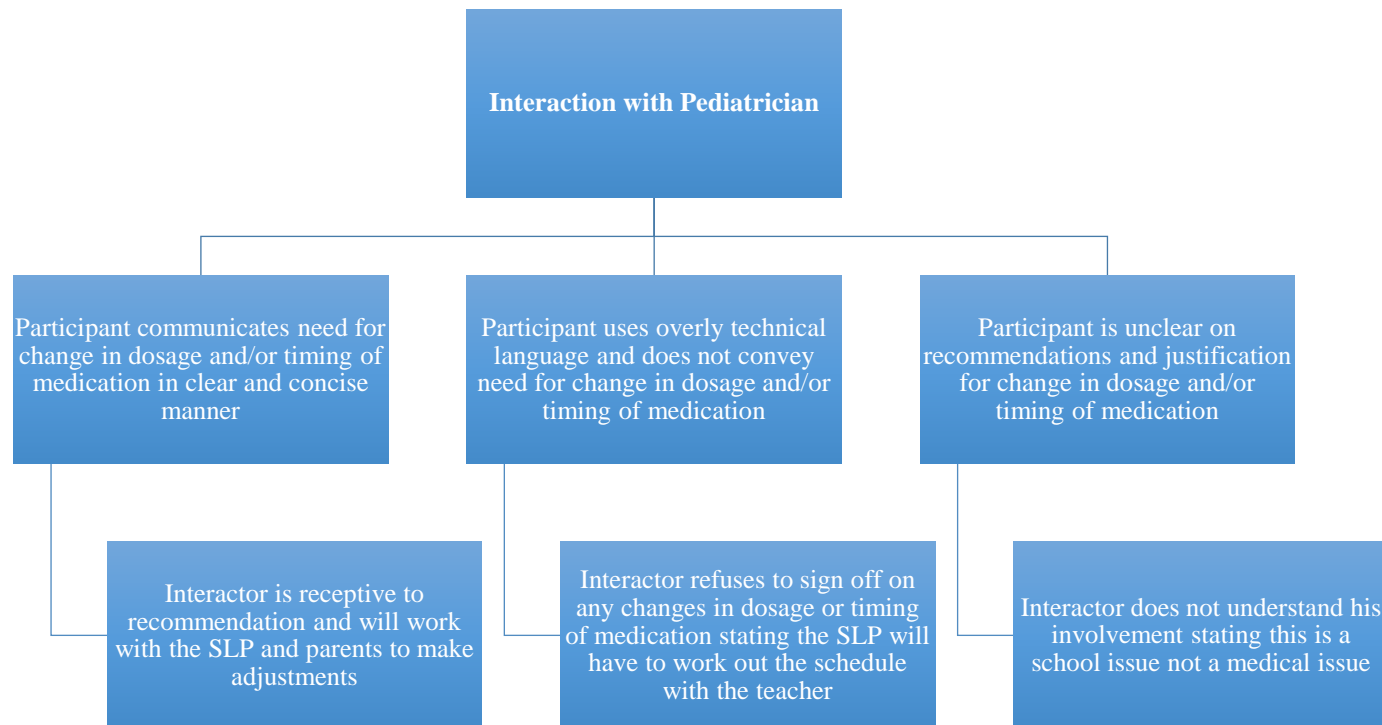 Interaction with Pediatrician
Participant communicates need for
change in dosage and/or timing of
medication in clear and concise
manner
Participant uses overly technical
language and does not convey
need for change in dosage and/or
timing of medication
Participant is unclear on
recommendations and justification
for change in dosage and/or
timing of medication
Interactor is receptive to
recommendation and will work
with the SLP and parents to make
adjustments
Interactor refuses to sign off on
any changes in dosage or timing
of medication stating the SLP will
have to work out the schedule
with the teacher
Interactor does not understand his
involvement stating this is a
school issue not a medical issue